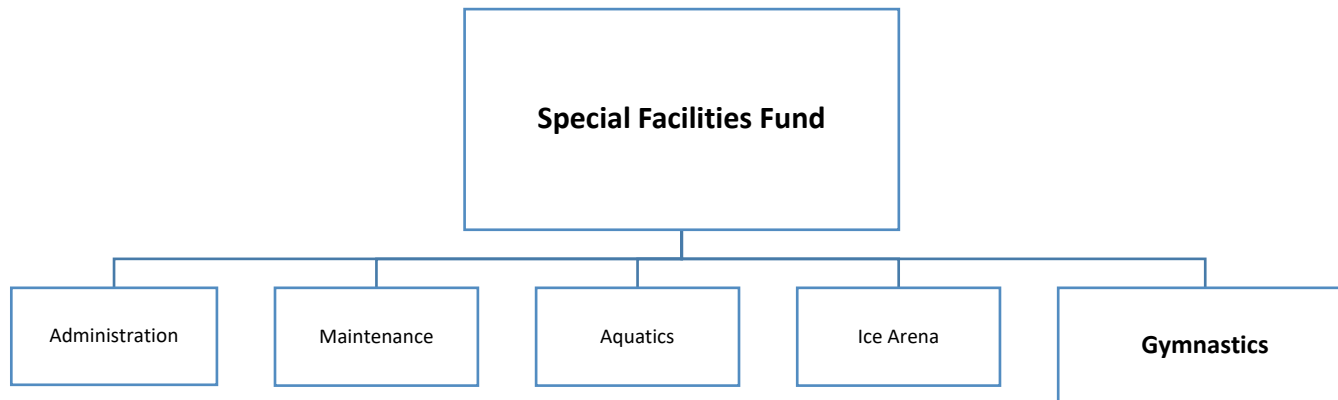 Special Facilities Fund
Administration
Maintenance
Aquatics
Ice Arena
Gymnastics